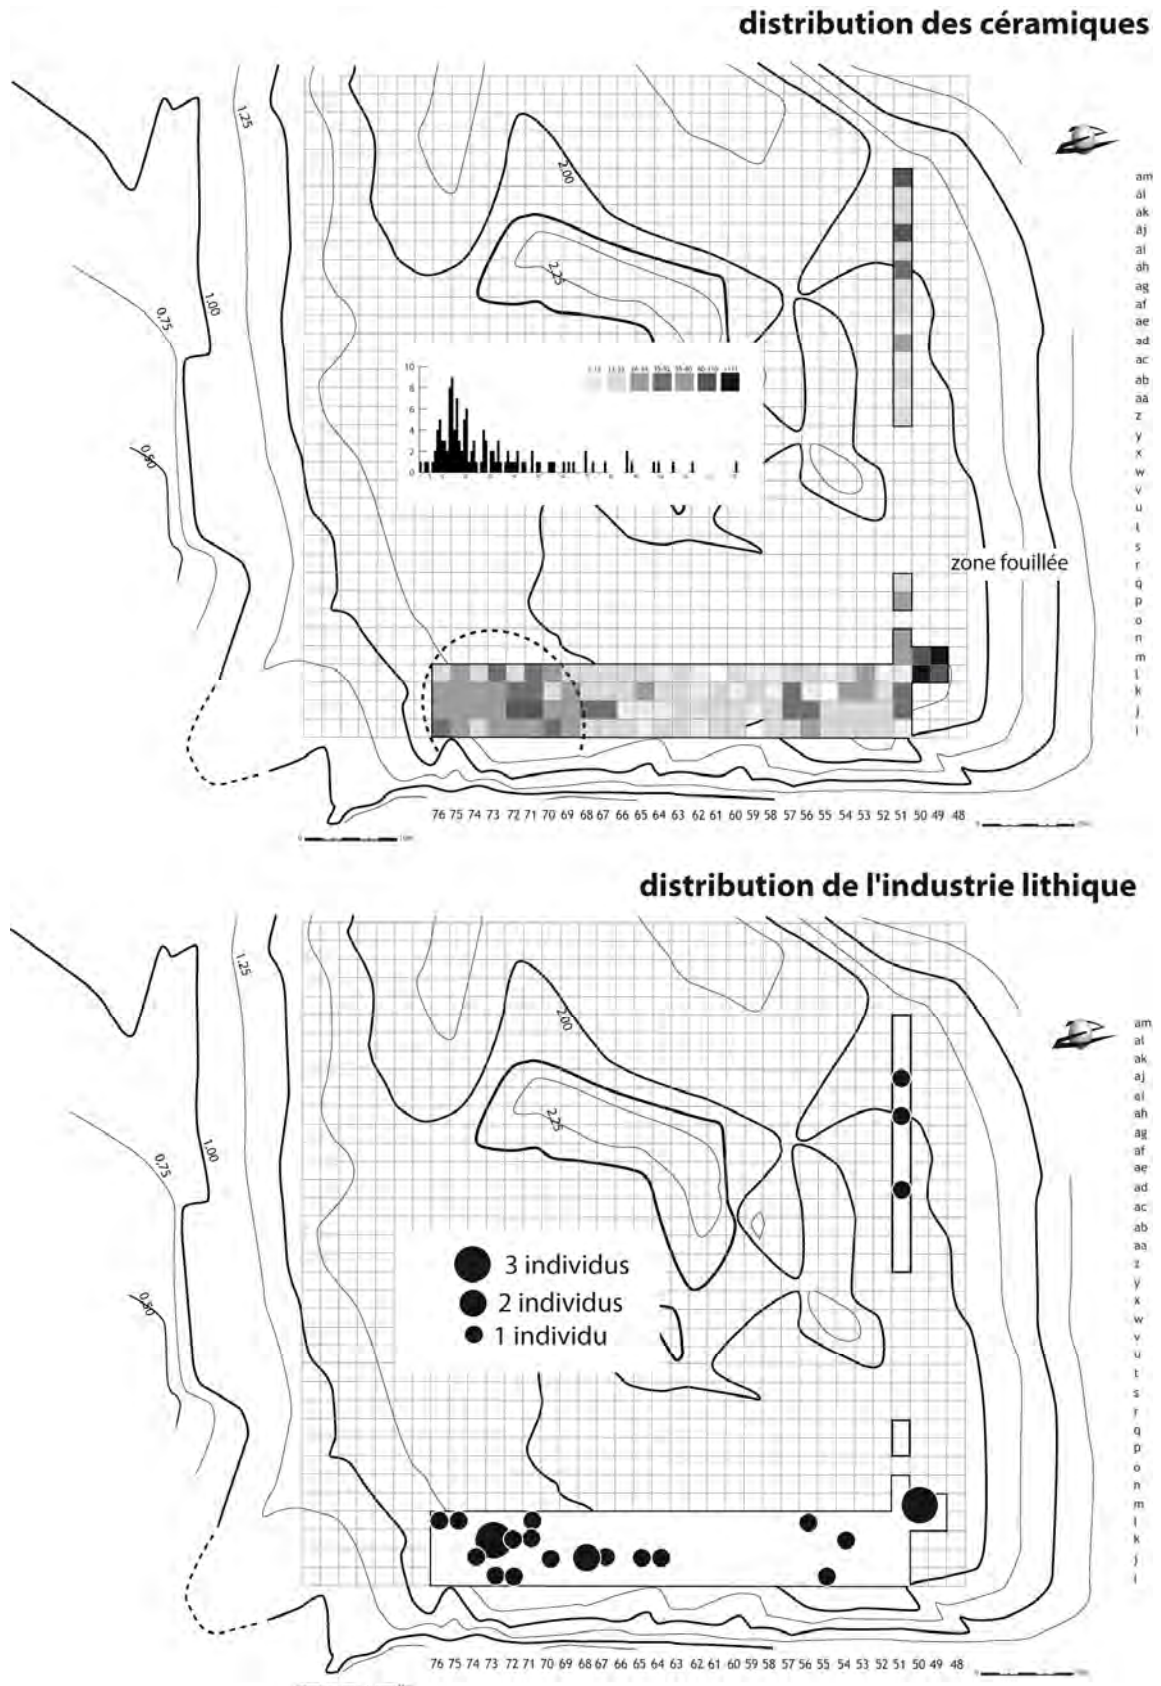 distribution des céramiques
1.25
2.00
2.25
1.00
0.75
0.50
10
8
6
4
2
0
am
al
ak
aj
ai
ah
ag
af
ae
ad
ac
ab
aa
z
y
x
w
v
u
t
s
r
q
p
o
n
m
l
k
j
i
zone fouillée
76 75 74 73 72 71 70 69 68 67 66 65 64 63 62 61 60 59 58 57 56 55 54 53 52 51 50 49 48
distribution de l'industrie lithique
1.25
2.00
2.25
1.00
0.75
0.50
am
al
ak
aj
ai
ah
ag
af
ae
ad
ac
ab
aa
z
y
x
w
v
u
t
s
r
q
p
o
n
m
l
k
j
i
3 individus
2 individus
1 individu
76 75 74 73 72 71 70 69 68 67 66 65 64 63 62 61 60 59 58 57 56 55 54 53 52 51 50 49 48